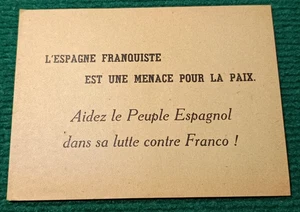 L'ESPAGNE FRANQUISTE
EST UNE MENACE POUR LA PAIX.
Aidez le Peuple Espagnol
dans sa lutte contre Franco !